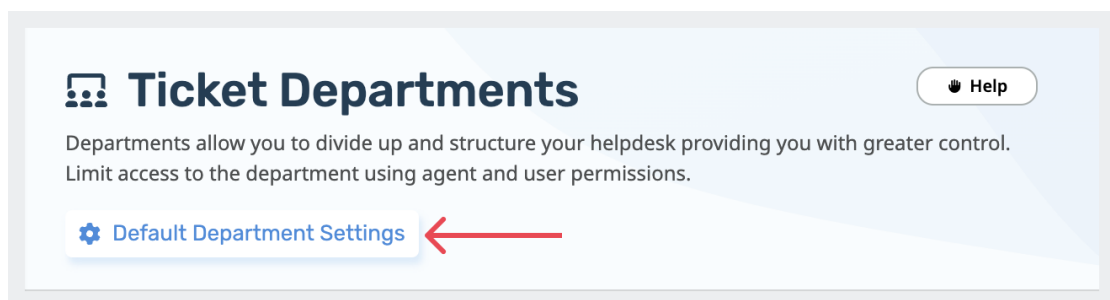 Ticket Departments
Help
Departments allow you to divide up and structure your helpdesk providing you with greater control.
Limit access to the department using agent and user permissions.
Default Department Settings